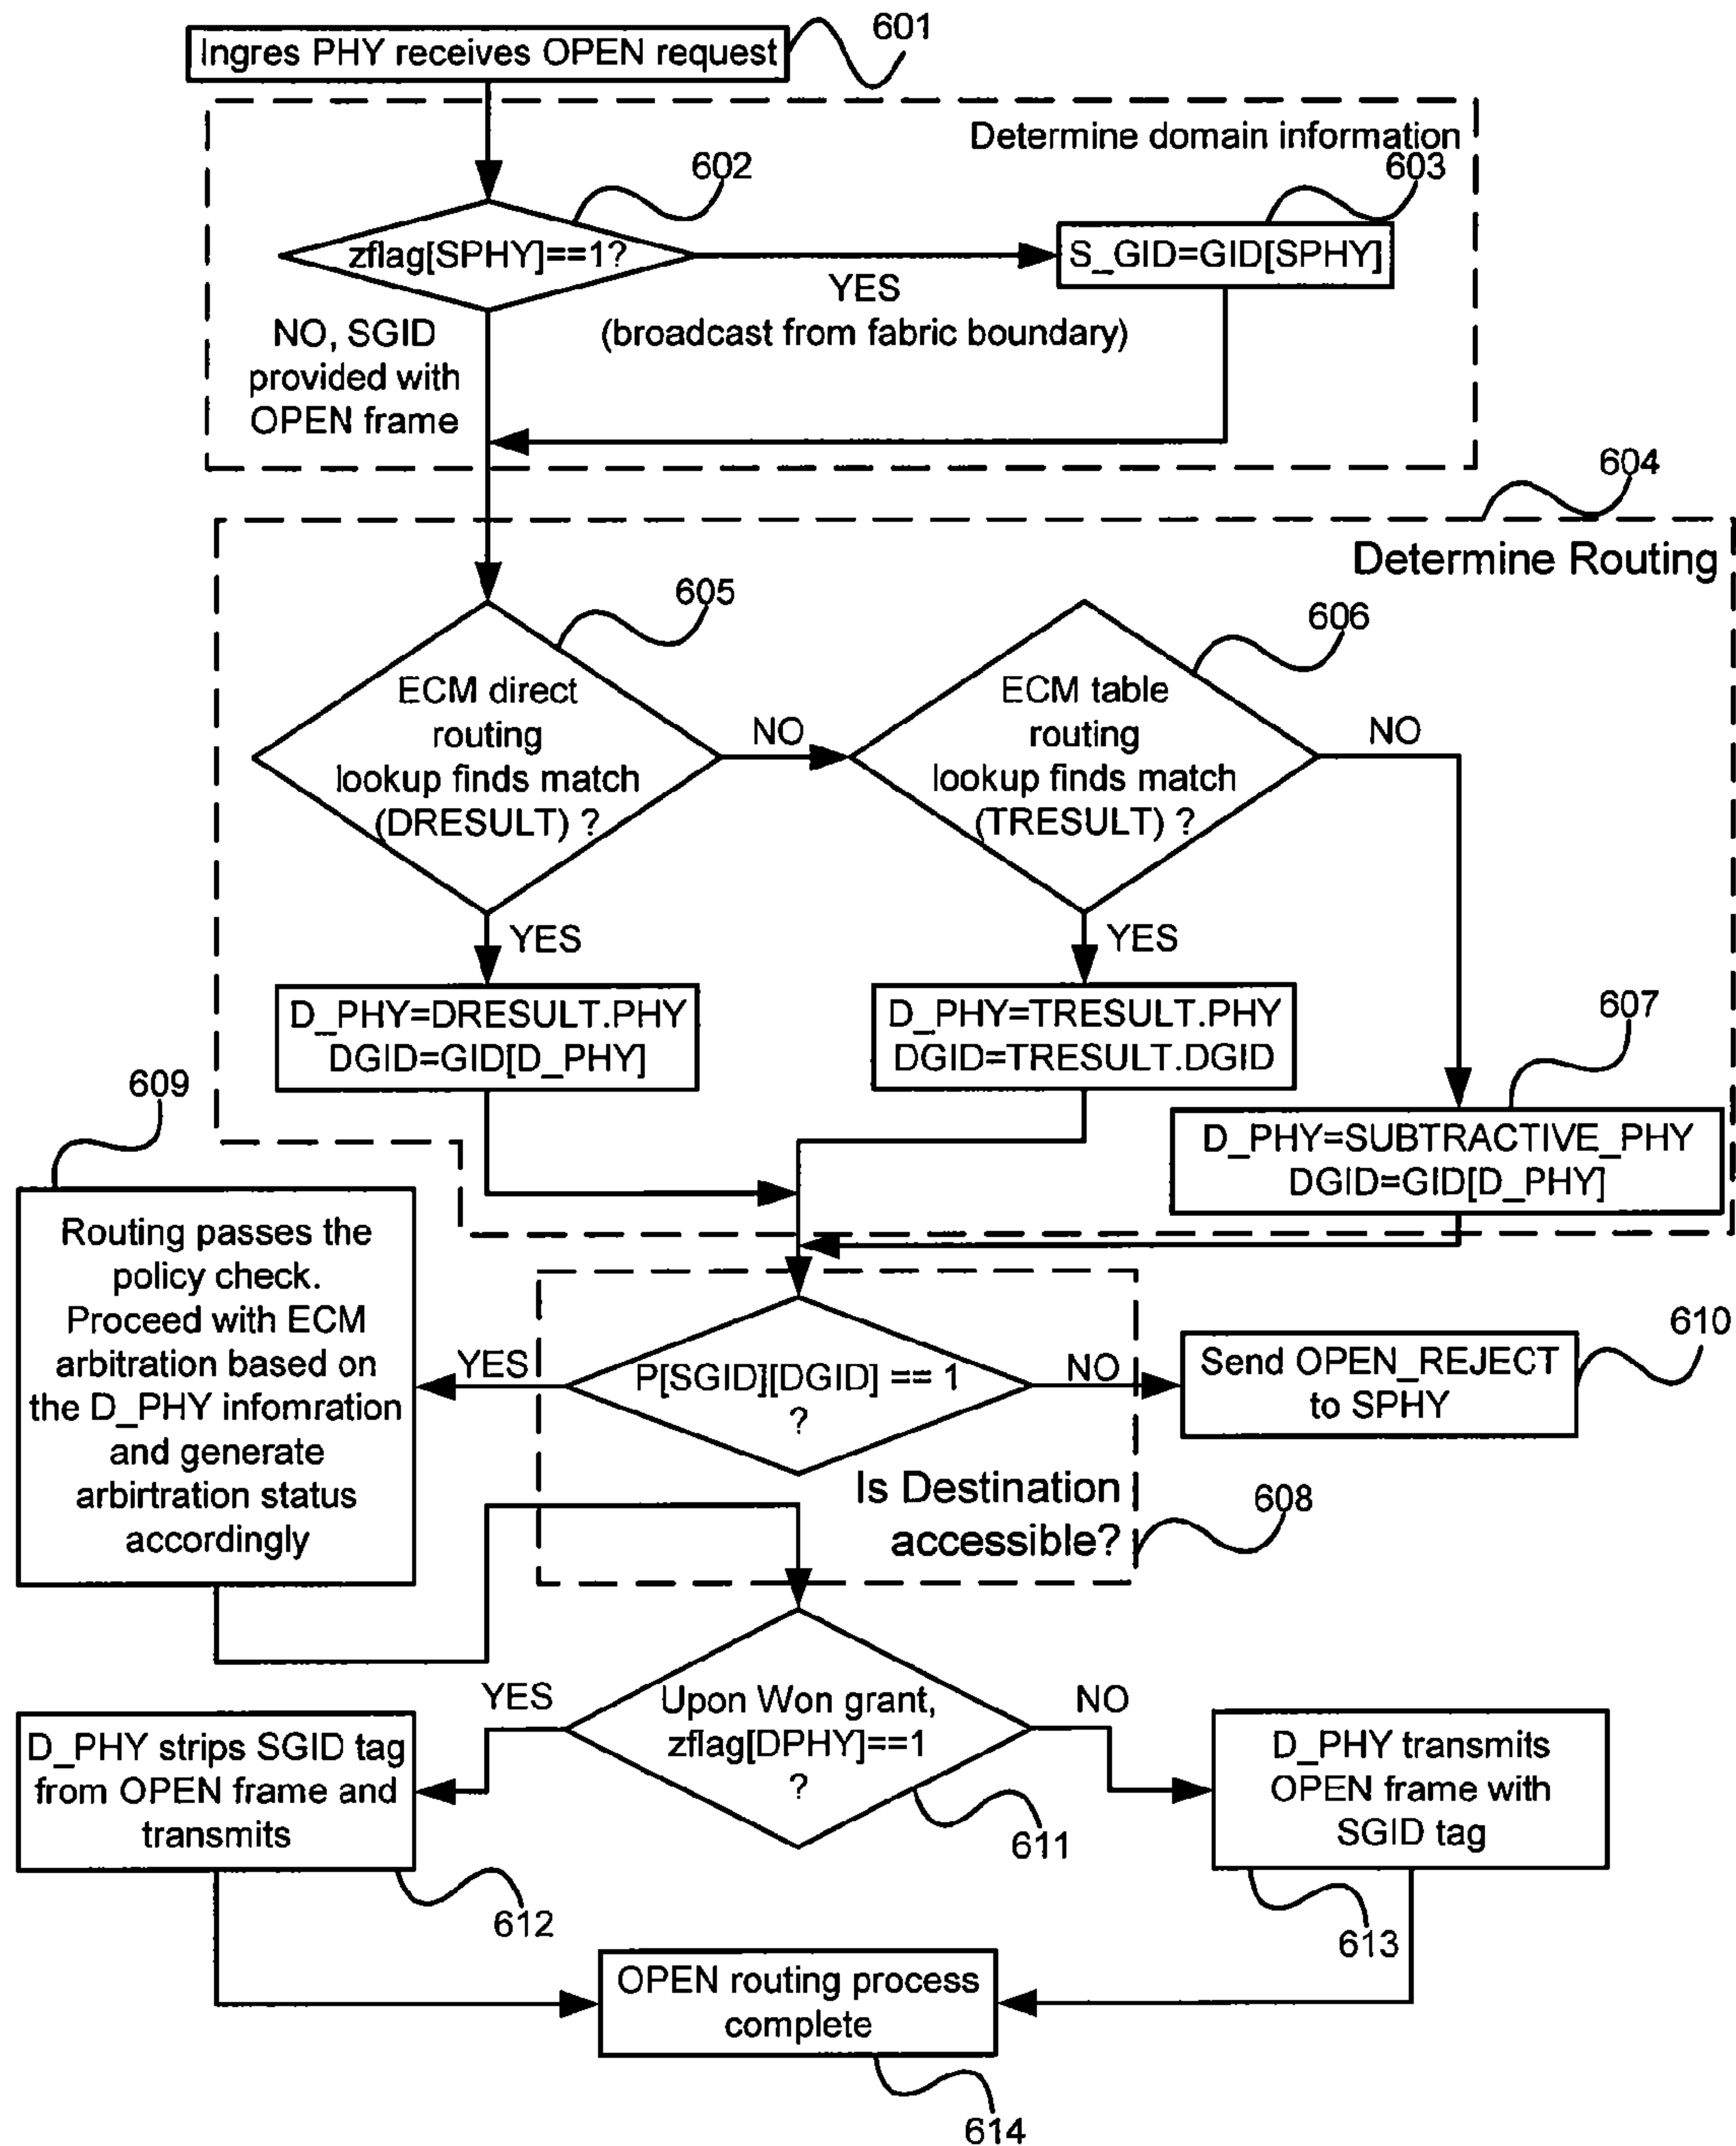 601
Ingres PHY receives OPEN request
Determine domain information
602
603
zflag[SPHY]==1?
S_GID=GID[SPHY]
YES
(broadcast from fabric boundary)
NO, SGID
provided with
OPEN frame
604
Determine Routing
605
606
ECM direct
routing
lookup finds match
(DRESULT) ?
NO
ECM table
routing
lookup finds match
(TRESULT) ?
NO
YES
YES
D_PHY=DRESULT.PHY
DGID=GID[D_PHY]
D_PHY=TRESULT.PHY
DGID=TRESULT.DGID
607
D_PHY=SUBTRACTIVE_PHY
DGID=GID[D_PHY]
609
Routing passes the
policy check.
Proceed with ECM
arbitration based on
the D_PHY infomration
and generate
arbirtration status
accordingly
YES
P[SGID][DGID] == 1
?
NO
610
Send OPEN_REJECT
to SPHY
Is Destination
accessible?
608
YES
Upon Won grant,
zflag[DPHY]==1
?
NO
611
D_PHY strips SGID tag
from OPEN frame and
transmits
612
D_PHY transmits
OPEN frame with
SGID tag
613
OPEN routing process
complete
614